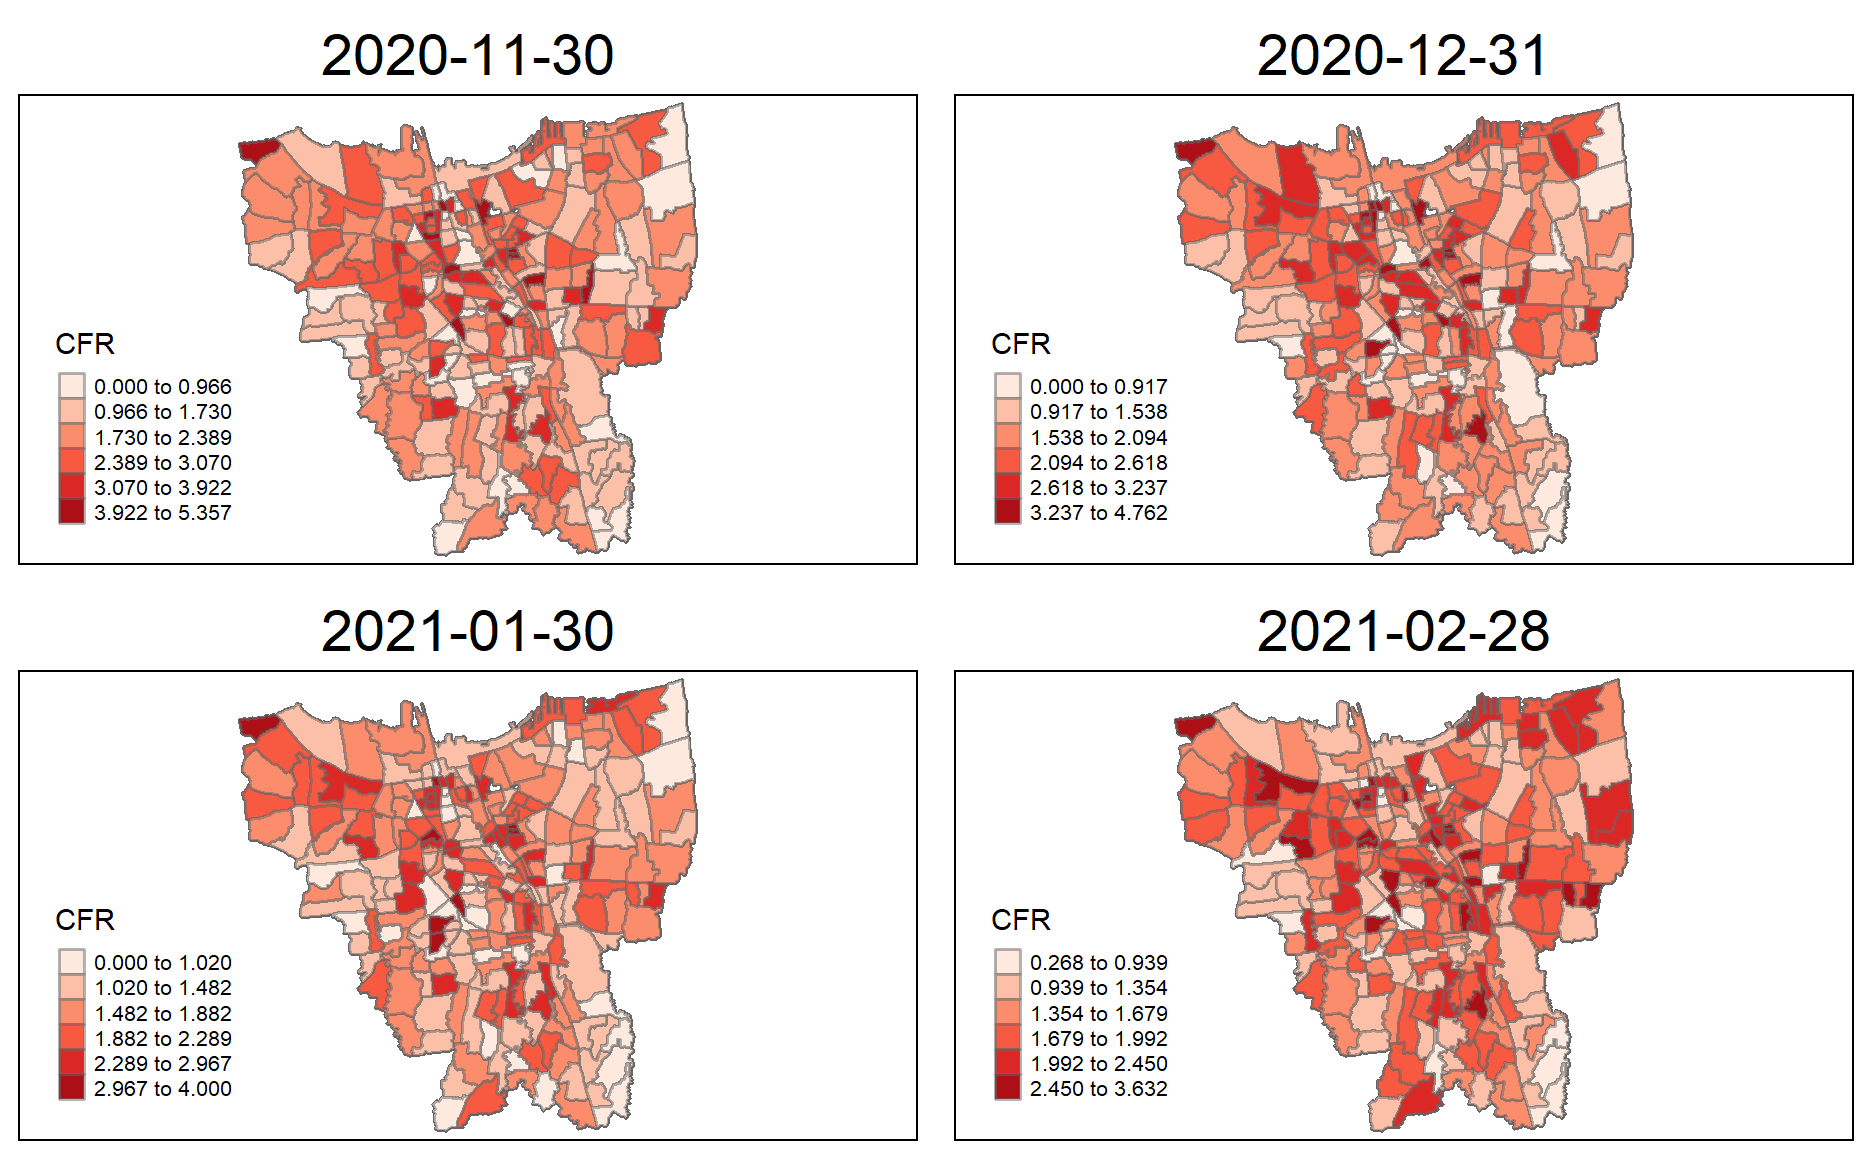 2020-11-30
CFR
0.000 to 0.966
0.966 to 1.730
1.730 to 2.389
2.389 to 3.070
3.070 to 3.922
3.922 to 5.357
2020-12-31
CFR
0.000 to 0.917
0.917 to 1.538
1.538 to 2.094
2.094 to 2.618
2.618 to 3.237
3.237 to 4.762
2021-01-30
CFR
0.000 to 1.020
1.020 to 1.482
1.482 to 1.882
1.882 to 2.289
2.289 to 2.967
2.967 to 4.000
2021-02-28
CFR
0.268 to 0.939
0.939 to 1.354
1.354 to 1.679
1.679 to 1.992
1.992 to 2.450
2.450 to 3.632